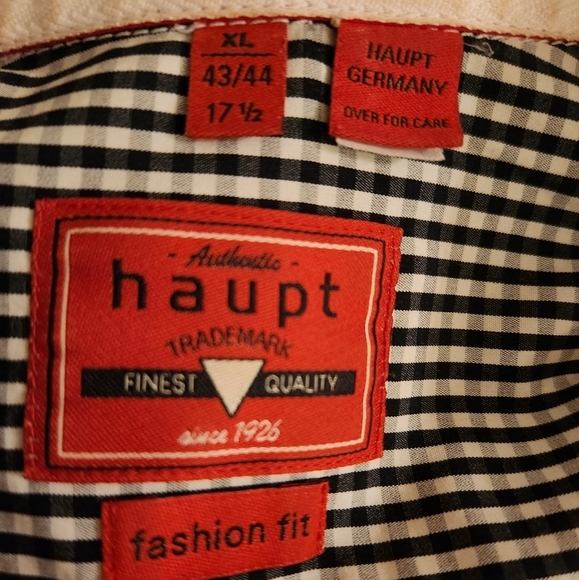 XL
43/44
17 ½
HAUPT
GERMANY
OVER FOR CARE
- Authentic -
haupt
TRADEMARK
FINEST QUALITY
since 1926
fashion fit